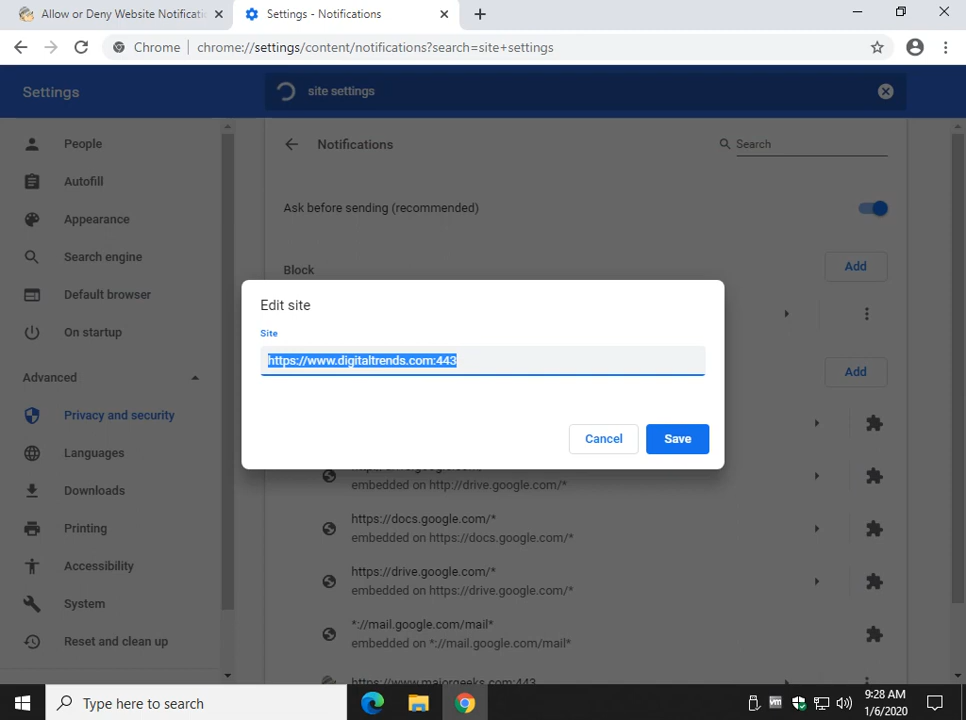 Allow or Deny Website Notificati
Settings - Notifications
Chrome
chrome://settings/content/notifications?search=site+settings
Settings
site settings
People
Autofill
Appearance
Search engine
Default browser
On startup
Advanced
Privacy and security
Languages
Downloads
Printing
Accessibility
System
Reset and clean up
Notifications
Search
Ask before sending (recommended)
Block
Add
Edit site
Site
https://www.digitaltrends.com:443
Cancel
Save
Add
embedded on http://drive.google.com/*
https://docs.google.com/*
embedded on https://docs.google.com/*
https://drive.google.com/*
embedded on https://drive.google.com/*
*://mail.google.com/mail*
embedded on *://mail.google.com/mail*
https://www.majorgeeks.com:443
Type here to search
9:28 AM
1/6/2020